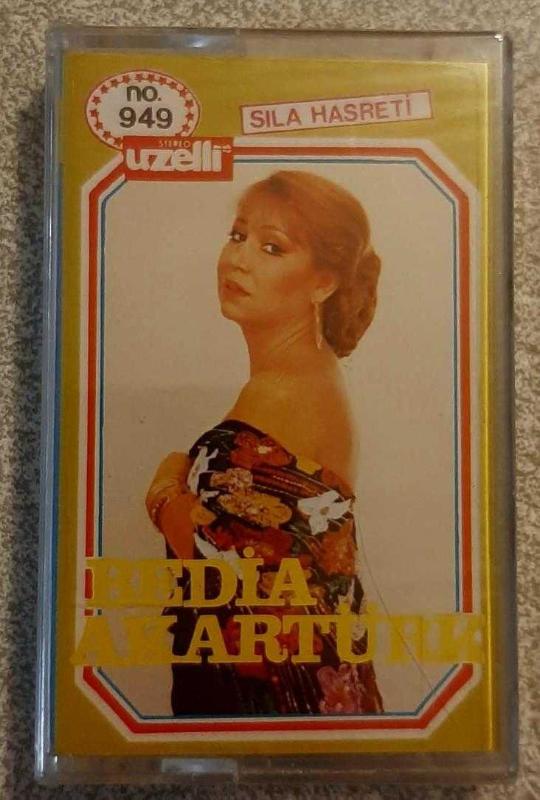 no.
949
SILA HASRETİ
STEREO
uzelli
BEDİA
AKARTÜRK